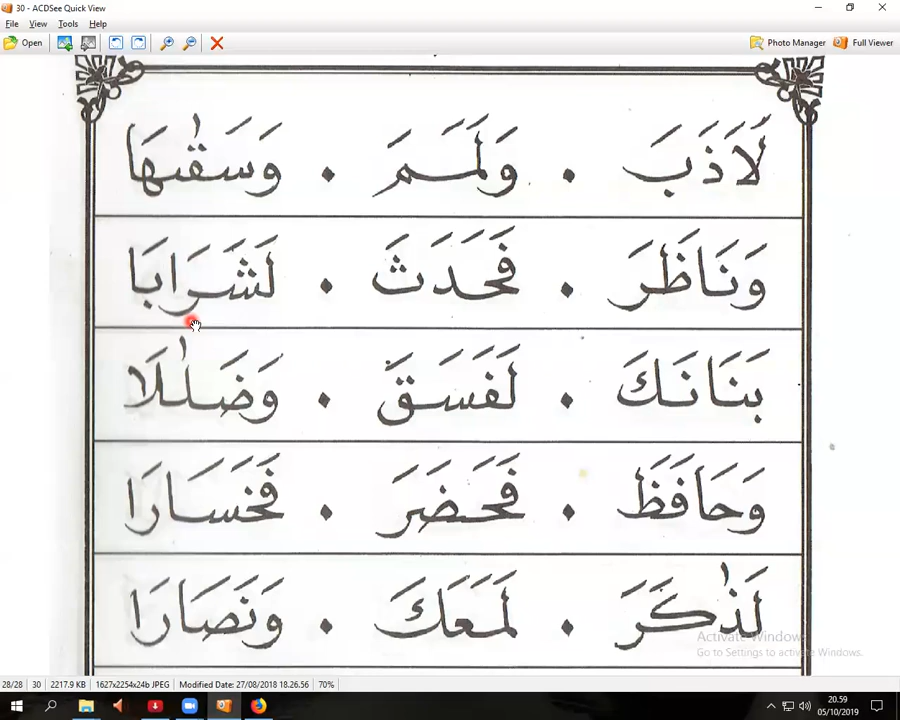 30 - ACDSee Quick View
File View Tools Help
Open Photo Manager Full Viewer
لَاَذَبَ • وَلَمَمَ • وَسَقٰهَا
وَنَاظَرَ • فَحَدَثَ • لَشَرَابَا
بَنَانَكَ • لَفَسَقَ • وَضَلٰلَا
وَحَافَظَ • فَحَضَرَ • فَخَسَارَا
لَذٰكَرَ • لَمَعَكَ • وَنَصَارَا
Activate Windows
Go to Settings to activate Windows.
28/28 30 2217.9 KB 1627x2254x24b JPEG Modified Date: 27/08/2018 18.26.56 70%
20.59
05/10/2019